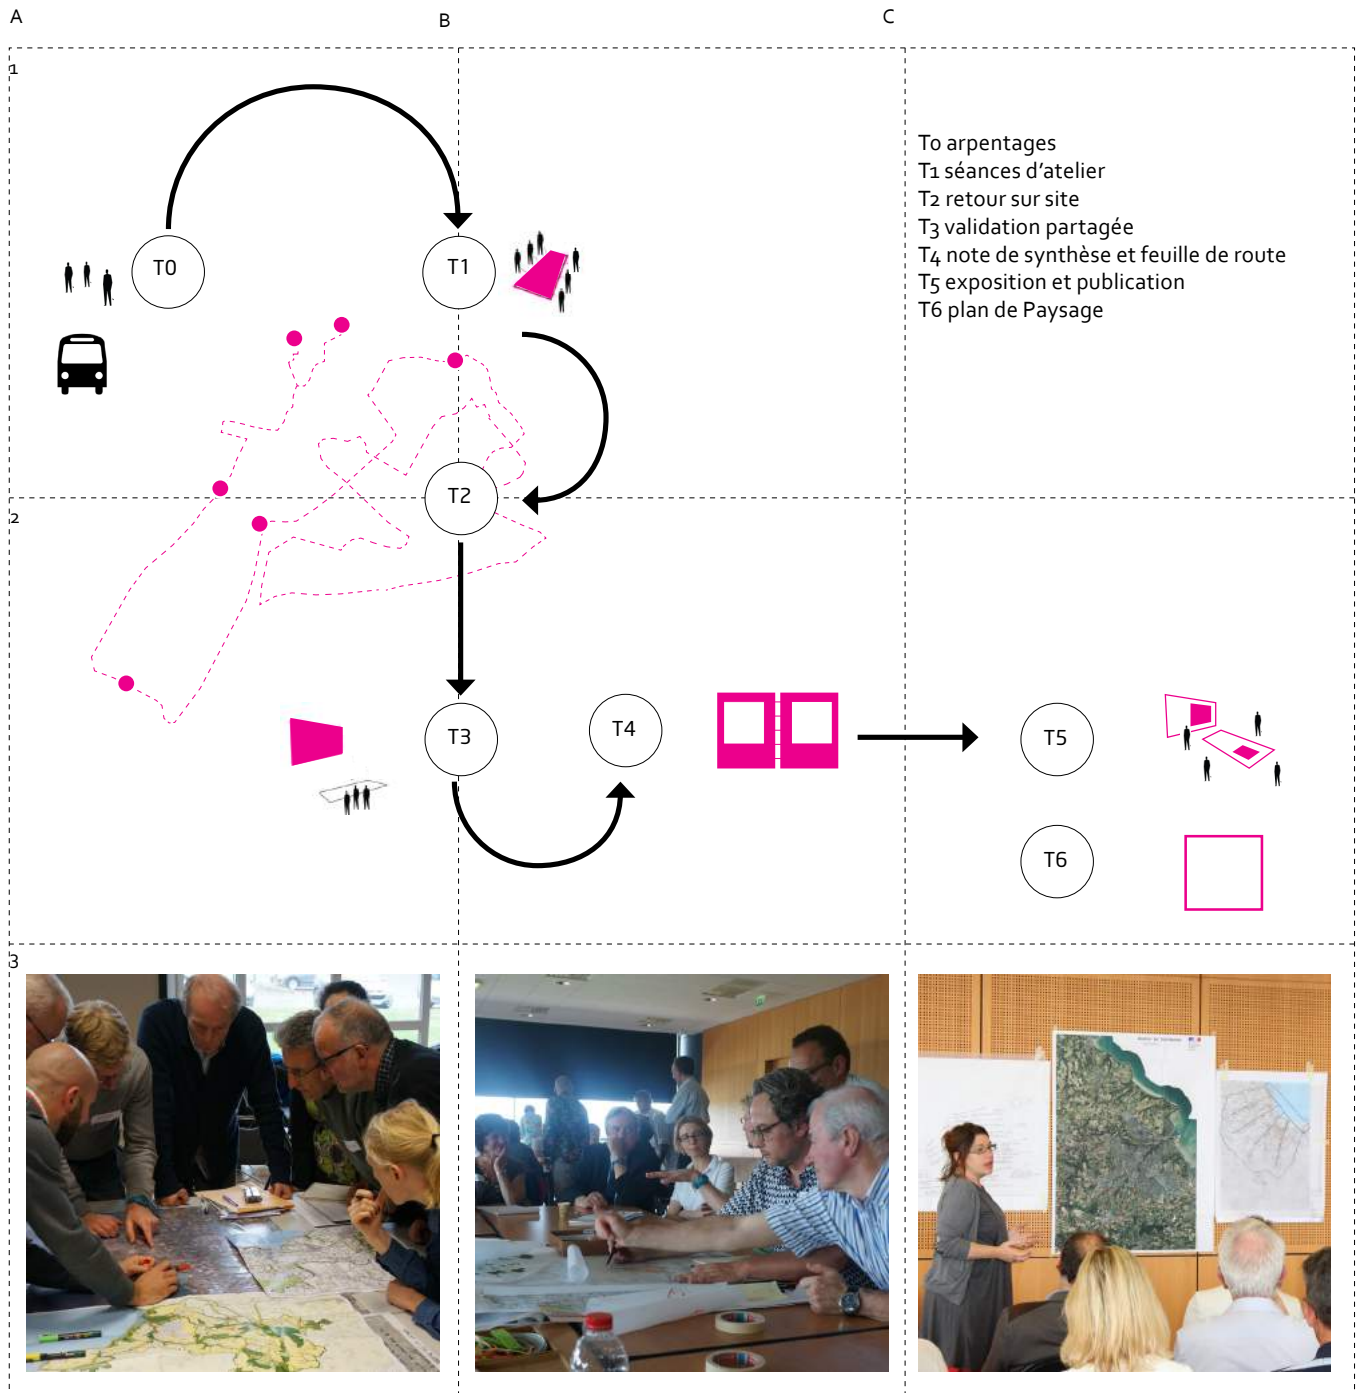 A
B
C
1
To arpentages
T1 séances d'atelier
T2 retour sur site
T3 validation partagée
T4 note de synthèse et feuille de route
T5 exposition et publication
T6 plan de Paysage
T0
T1
T2
2
T3
T4
T5
T6
3